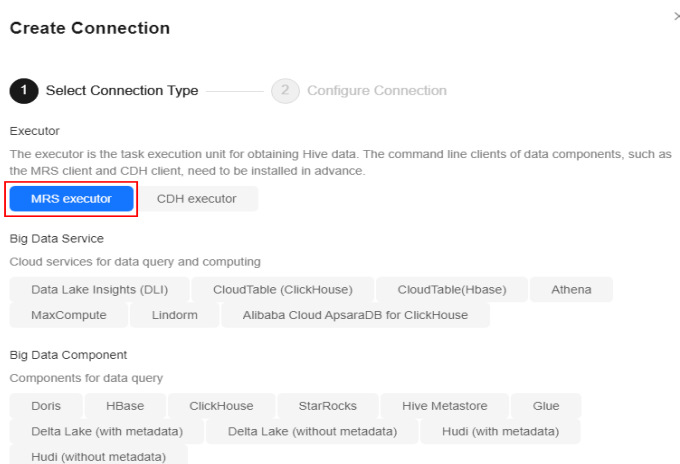 Create Connection
1 Select Connection Type 2 Configure Connection
Executor
The executor is the task execution unit for obtaining Hive data. The command line clients of data components, such as
the MRS client and CDH client, need to be installed in advance.
MRS executor CDH executor
Big Data Service
Cloud services for data query and computing
Data Lake Insights (DLI) CloudTable (ClickHouse) CloudTable(Hbase) Athena
MaxCompute Lindorm Alibaba Cloud ApsaraDB for ClickHouse
Big Data Component
Components for data query
Doris HBase ClickHouse StarRocks Hive Metastore Glue
Delta Lake (with metadata) Delta Lake (without metadata) Hudi (with metadata)
Hudi (without metadata)